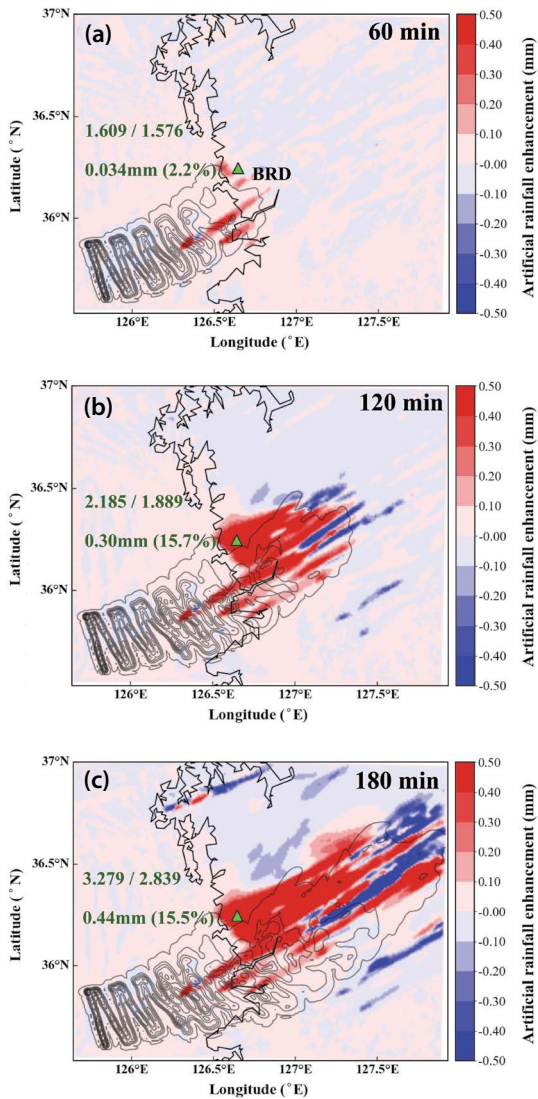 (a)
60 min
37°N
36.5°N
36°N
Latitude (°N)
1.609 / 1.576
0.034mm (2.2%)
BRD
126°E
126.5°E
127°E
127.5°E
Longitude (°E)
0.50
0.40
0.30
0.20
0.10
-0.00
-0.10
-0.20
-0.30
-0.40
-0.50
Artificial rainfall enhancement (mm)
(b)
120 min
37°N
36.5°N
36°N
Latitude (°N)
2.185 / 1.889
0.30mm (15.7%)
126°E
126.5°E
127°E
127.5°E
Longitude (°E)
0.50
0.40
0.30
0.20
0.10
-0.00
-0.10
-0.20
-0.30
-0.40
-0.50
Artificial rainfall enhancement (mm)
(c)
180 min
37°N
36.5°N
36°N
Latitude (°N)
3.279 / 2.839
0.44mm (15.5%)
126°E
126.5°E
127°E
127.5°E
Longitude (°E)
0.50
0.40
0.30
0.20
0.10
-0.00
-0.10
-0.20
-0.30
-0.40
-0.50
Artificial rainfall enhancement (mm)